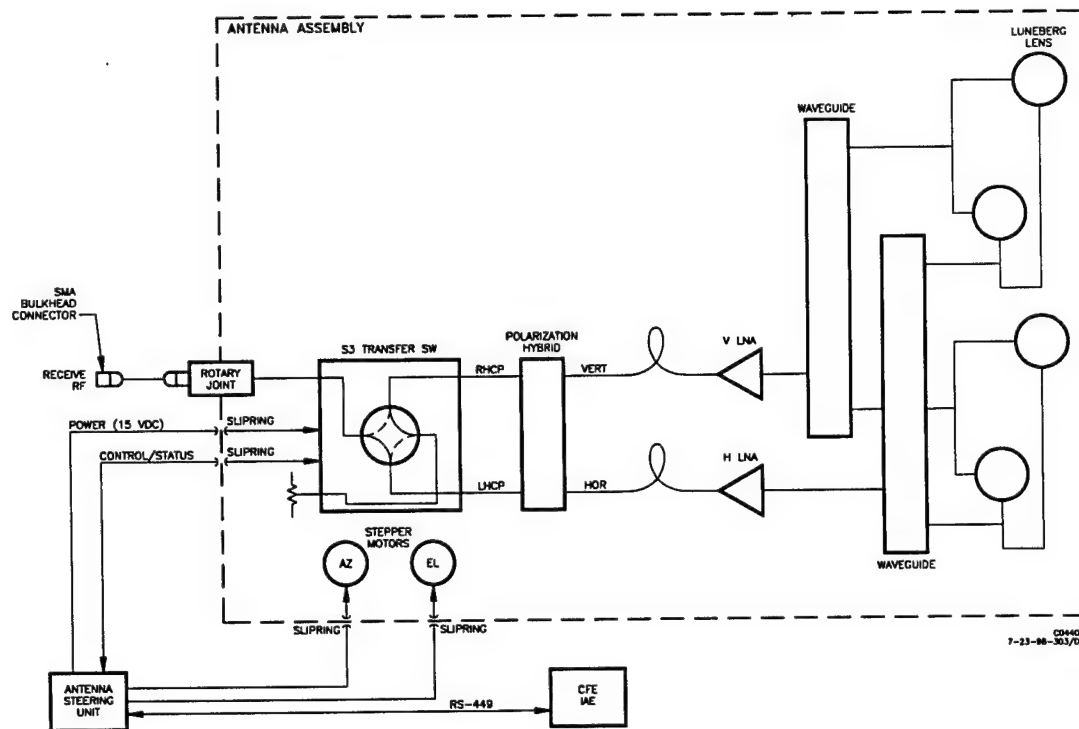 ANTENNA ASSEMBLY
LUNEBERG
LENS
WAVEGUIDE
SMA
BULKHEAD
CONNECTOR
RECEIVE
RF
ROTARY
JOINT
S3 TRANSFER SW
POLARIZATION
HYBRID
V LNA
RHCP
VERT
POWER (15 VDC)
SLIPRING
CONTROL/STATUS
SLIPRING
LHCP
HOR
H LNA
STEPPER
MOTORS
AZ
EL
WAVEGUIDE
SLIPRING
SLIPRING
ANTENNA
STEERING
UNIT
RS-449
CFE
IAE